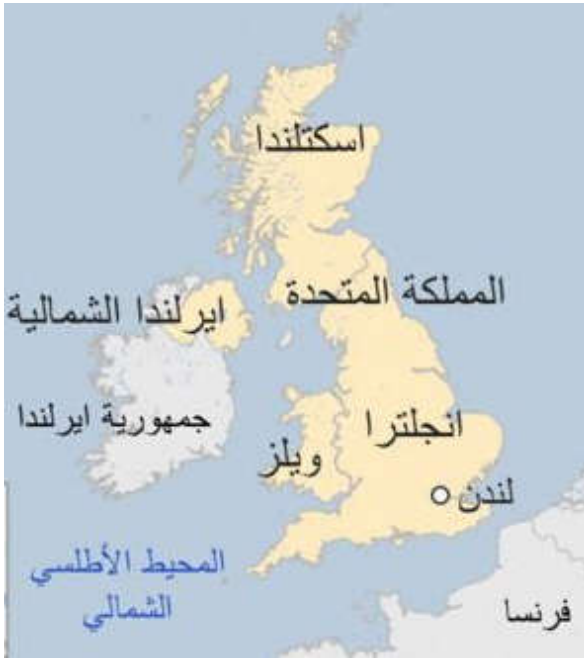 اسكتلندا
المملكة المتحدة
ايرلندا الشمالية
جمهورية ايرلندا
انجلترا
ويلز
لندن
المحيط الأطلسي
الشمالي
فرنسا